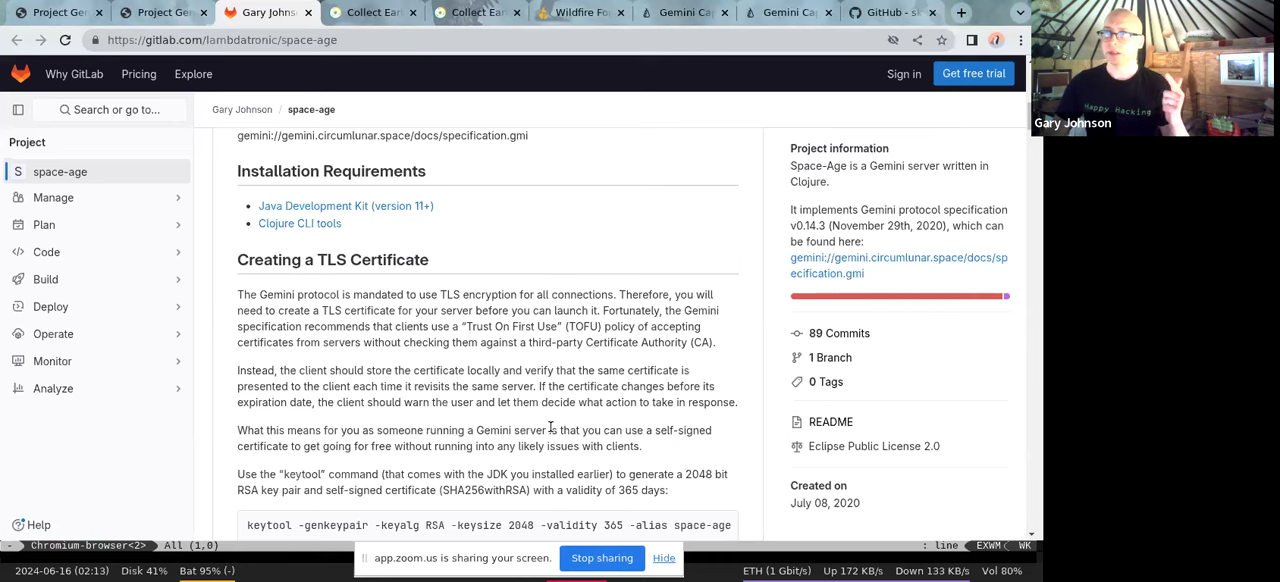 Project Gen
Project Gen
Gary Johns
Collect Ear
Collect Ear
Wildfire Fo
Gemini Ca
Gemini Ca
GitHub - sk
https://gitlab.com/lambdatronic/space-age
Why GitLab
Pricing
Explore
Sign in
Get free trial
Search or go to...
Gary Johnson / space-age
Project
S space-age
Manage
Plan
Code
Build
Deploy
Operate
Monitor
Analyze
Help
gemini://gemini.circumlunar.space/docs/specification.gmi
Installation Requirements
Java Development Kit (version 11+)
Clojure CLI tools
Creating a TLS Certificate
The Gemini protocol is mandated to use TLS encryption for all connections. Therefore, you will
need to create a TLS certificate for your server before you can launch it. Fortunately, the Gemini
specification recommends that clients use a “Trust On First Use” (TOFU) policy of accepting
certificates from servers without checking them against a third-party Certificate Authority (CA).
Instead, the client should store the certificate locally and verify that the same certificate is
presented to the client each time it revisits the same server. If the certificate changes before its
expiration date, the client should warn the user and let them decide what action to take in response.
What this means for you as someone running a Gemini server is that you can use a self-signed
certificate to get going for free without running into any likely issues with clients.
Use the “keytool” command (that comes with the JDK you installed earlier) to generate a 2048 bit
RSA key pair and self-signed certificate (SHA256withRSA) with a validity of 365 days:
keytool -genkeypair -keyalg RSA -keysize 2048 -validity 365 -alias space-age
Project information
Space-Age is a Gemini server written in
Clojure.
It implements Gemini protocol specification
v0.14.3 (November 29th, 2020), which can
be found here:
gemini://gemini.circumlunar.space/docs/sp
ecification.gmi
89 Commits
1 Branch
0 Tags
README
Eclipse Public License 2.0
Created on
July 08, 2020
Happy Hacking
Gary Johnson
- Chromium-browser<2> All (1,0)
: line EXWM WK
app.zoom.us is sharing your screen.
Stop sharing
Hide
2024-06-16 (02:13) Disk 41% Bat 95% (-)
ETH (1 Gbit/s) Up 172 KB/s Down 133 KB/s Vol 80%